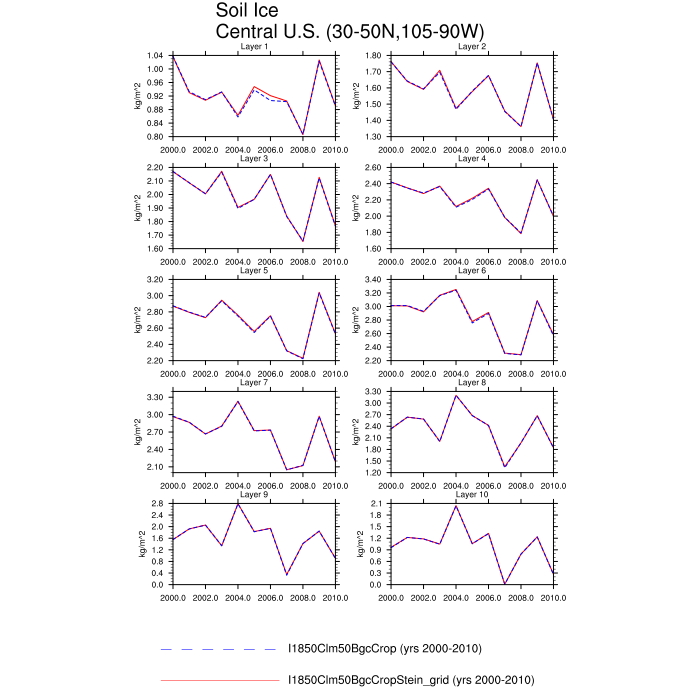 Soil Ice
Central U.S. (30-50N,105-90W)
Layer 1
Layer 2
1.04
1.00
0.96
0.92
0.88
0.84
0.80
kg/m^2
2000.0 2002.0 2004.0 2006.0 2008.0 2010.0
1.80
1.70
1.60
1.50
1.40
1.30
kg/m^2
2000.0 2002.0 2004.0 2006.0 2008.0 2010.0
Layer 3
Layer 4
2.20
2.10
2.00
1.90
1.80
1.70
1.60
kg/m^2
2000.0 2002.0 2004.0 2006.0 2008.0 2010.0
2.60
2.40
2.20
2.00
1.80
1.60
kg/m^2
2000.0 2002.0 2004.0 2006.0 2008.0 2010.0
Layer 5
Layer 6
3.20
3.00
2.80
2.60
2.40
2.20
kg/m^2
2000.0 2002.0 2004.0 2006.0 2008.0 2010.0
3.40
3.20
3.00
2.80
2.60
2.40
2.20
kg/m^2
2000.0 2002.0 2004.0 2006.0 2008.0 2010.0
Layer 7
Layer 8
3.30
3.00
2.70
2.40
2.10
kg/m^2
2000.0 2002.0 2004.0 2006.0 2008.0 2010.0
3.30
3.00
2.70
2.40
2.10
1.80
1.50
1.20
kg/m^2
2000.0 2002.0 2004.0 2006.0 2008.0 2010.0
Layer 9
Layer 10
2.8
2.4
2.0
1.6
1.2
0.8
0.4
0.0
kg/m^2
2000.0 2002.0 2004.0 2006.0 2008.0 2010.0
2.1
1.8
1.5
1.2
0.9
0.6
0.3
0.0
kg/m^2
2000.0 2002.0 2004.0 2006.0 2008.0 2010.0
I1850Clm50BgcCrop (yrs 2000-2010)
I1850Clm50BgcCropStein_grid (yrs 2000-2010)